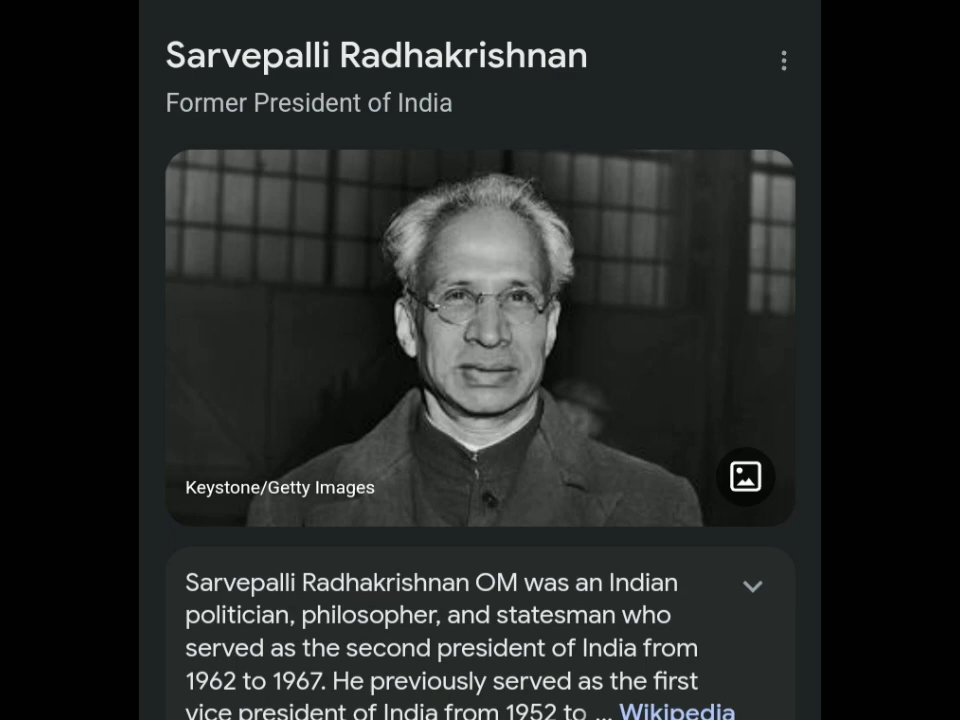 Sarvepalli Radhakrishnan
Former President of India
Keystone/Getty Images
Sarvepalli Radhakrishnan OM was an Indian
politician, philosopher, and statesman who
served as the second president of India from
1962 to 1967. He previously served as the first
vice president of India from 1952 to ... Wikipedia